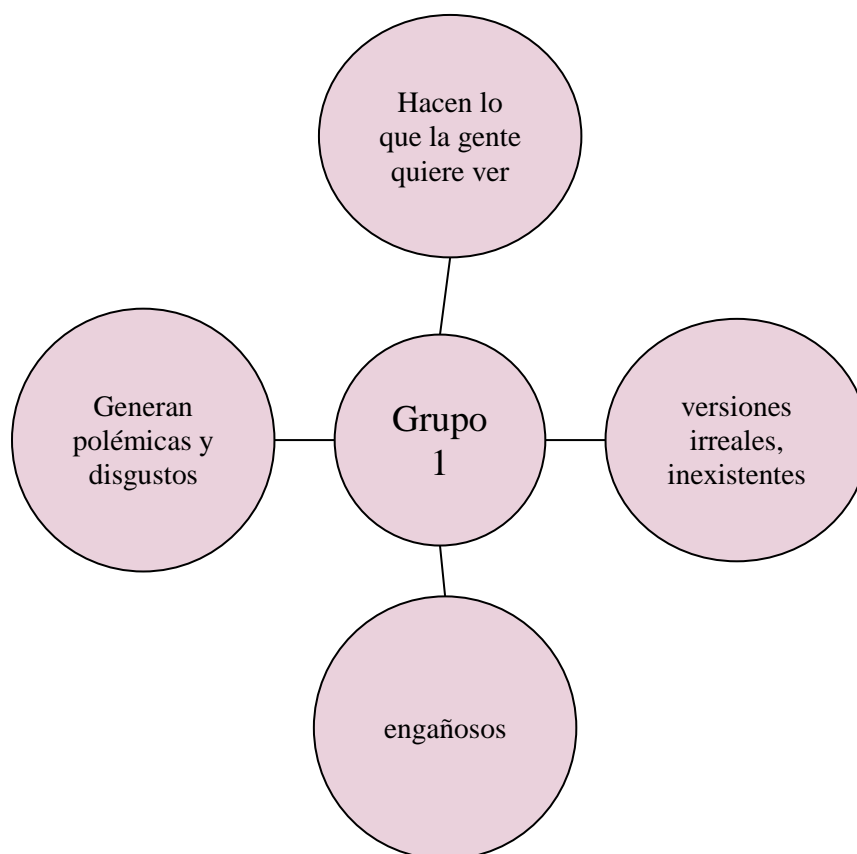 Hacen lo
que la gente
quiere ver
Generan
polémicas y
disgustos
Grupo
1
versiones
irreales,
inexistentes
engañosos